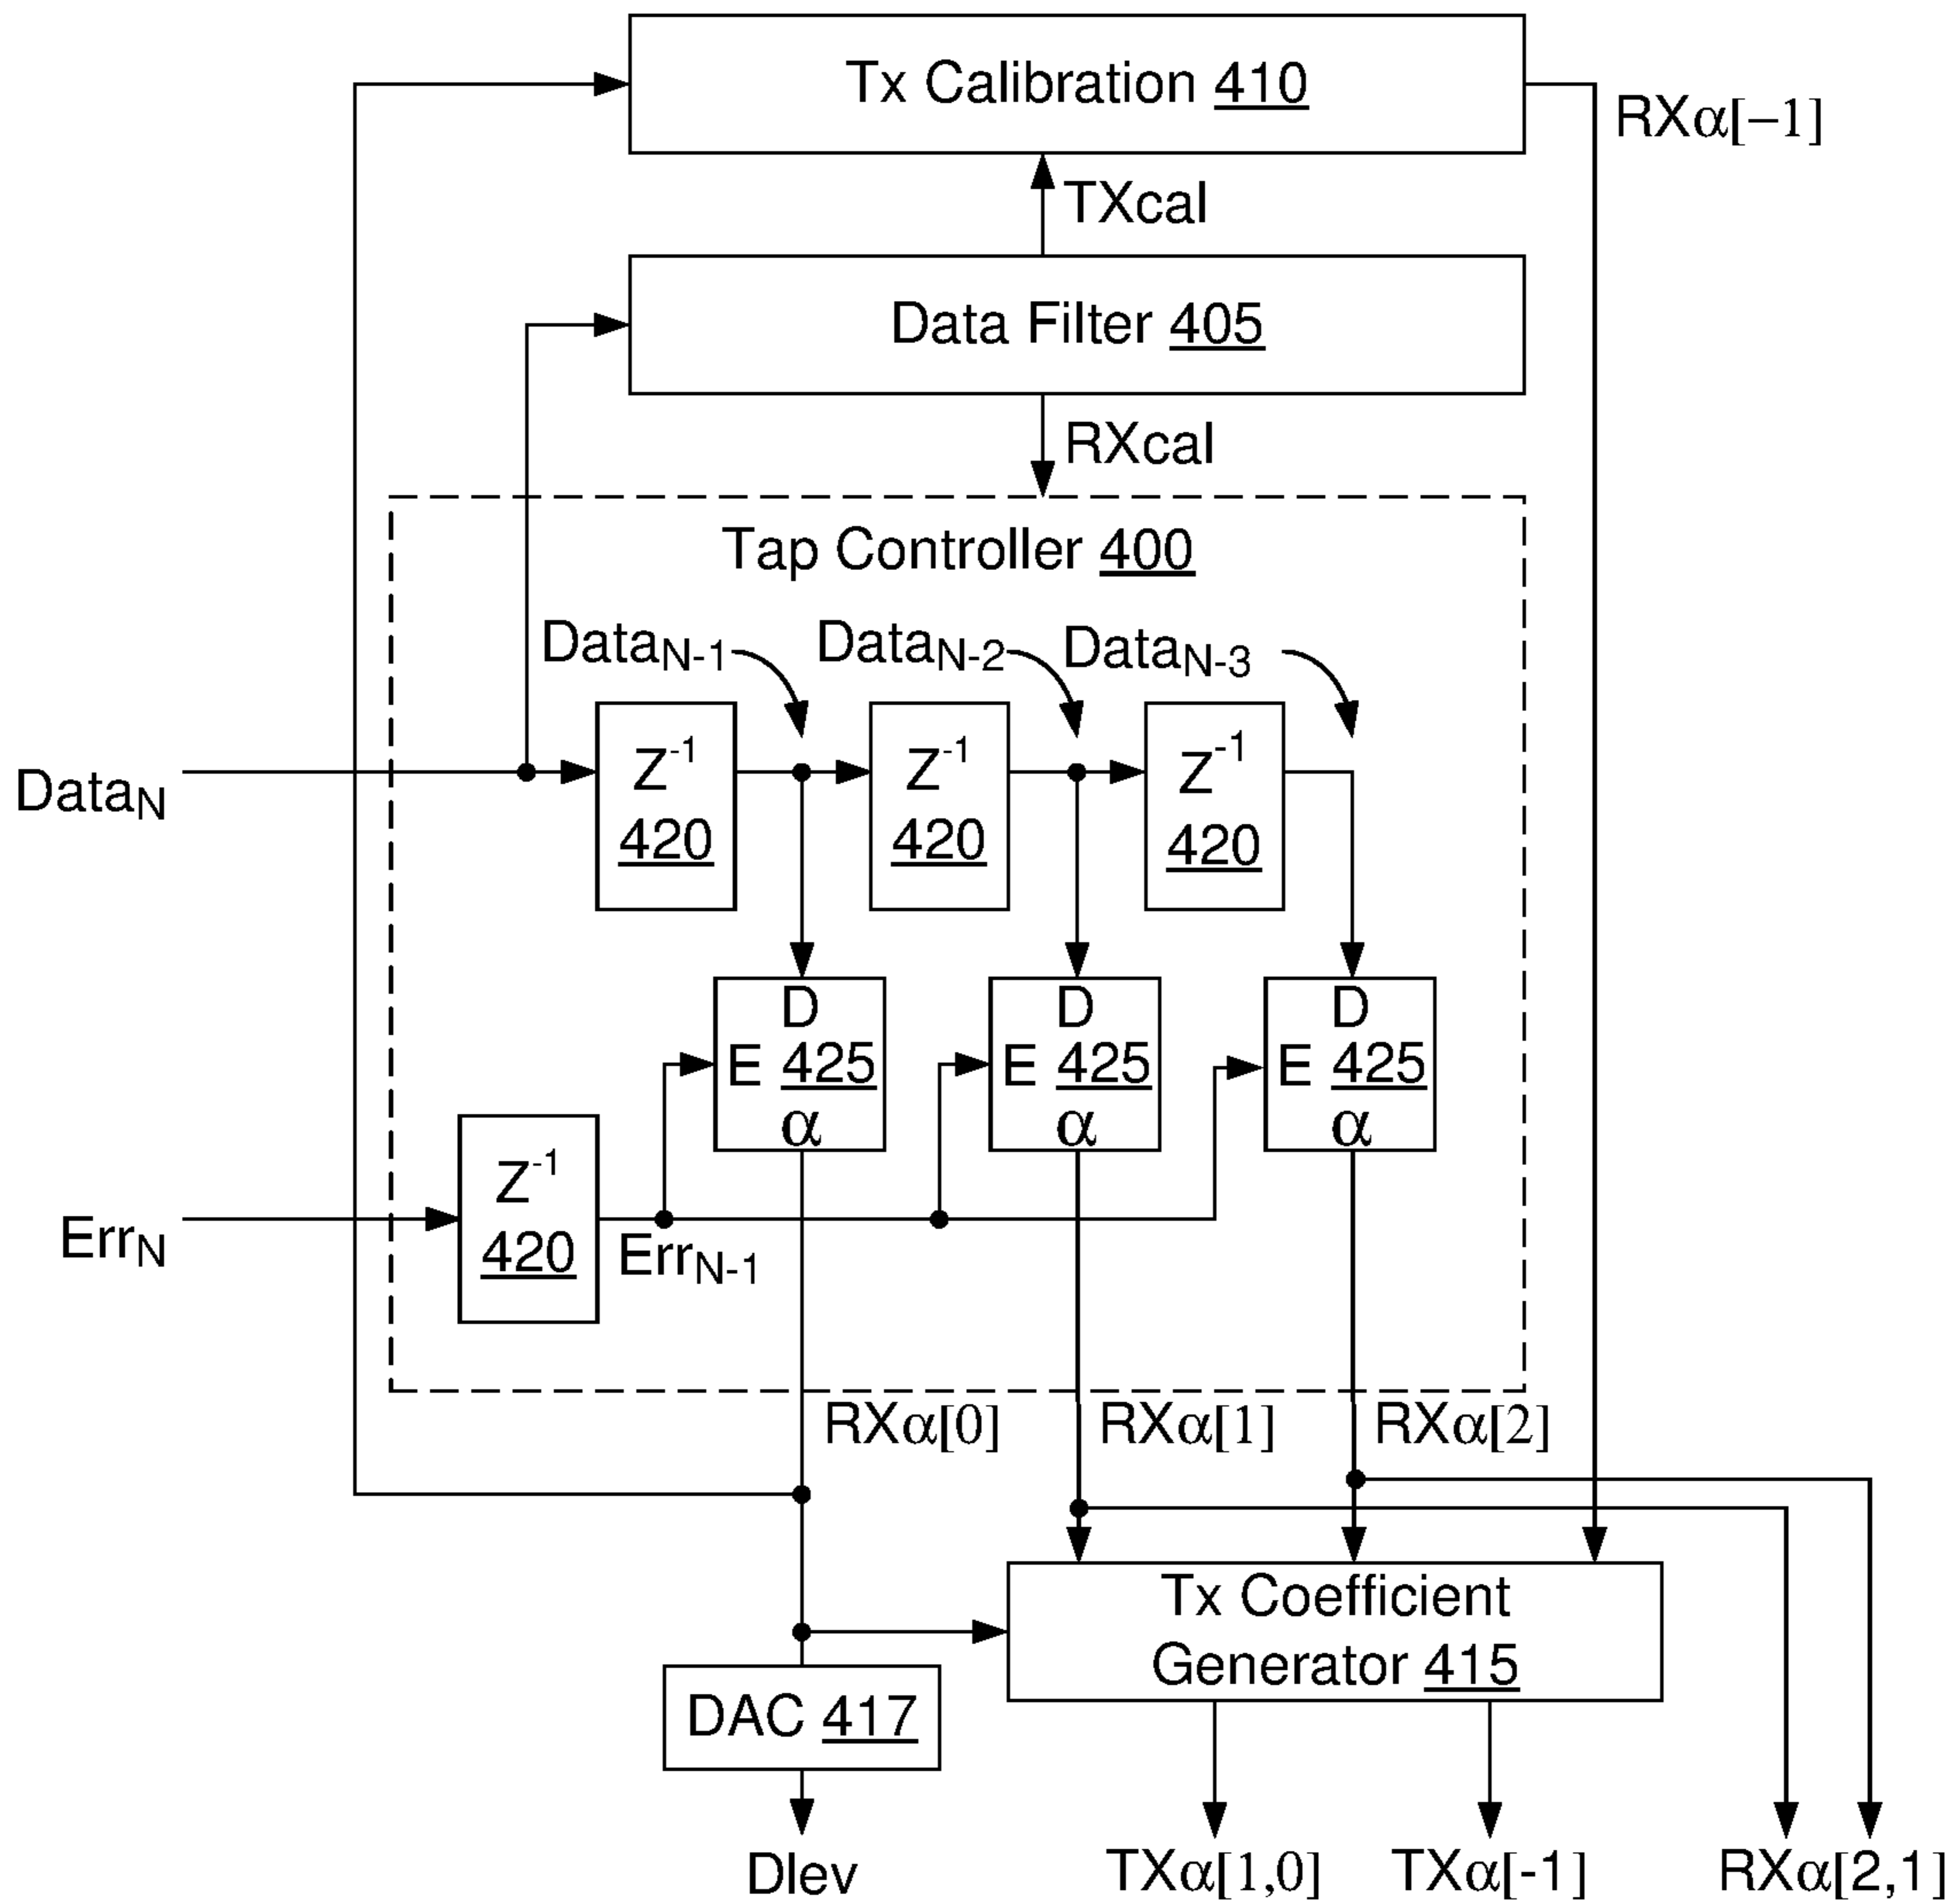 Tx Calibration 410
RXα[−1]
TXcal
Data Filter 405
RXcal
Tap Controller 400
DataN-1
DataN-2
DataN-3
Z-1
420
Z-1
420
Z-1
420
DataN
D
E 425
α
D
E 425
α
D
E 425
α
Z-1
420
ErrN
ErrN-1
RXα[0]
RXα[1]
RXα[2]
Tx Coefficient
Generator 415
DAC 417
Dlev
TXα[1,0]
TXα[-1]
RXα[2,1]